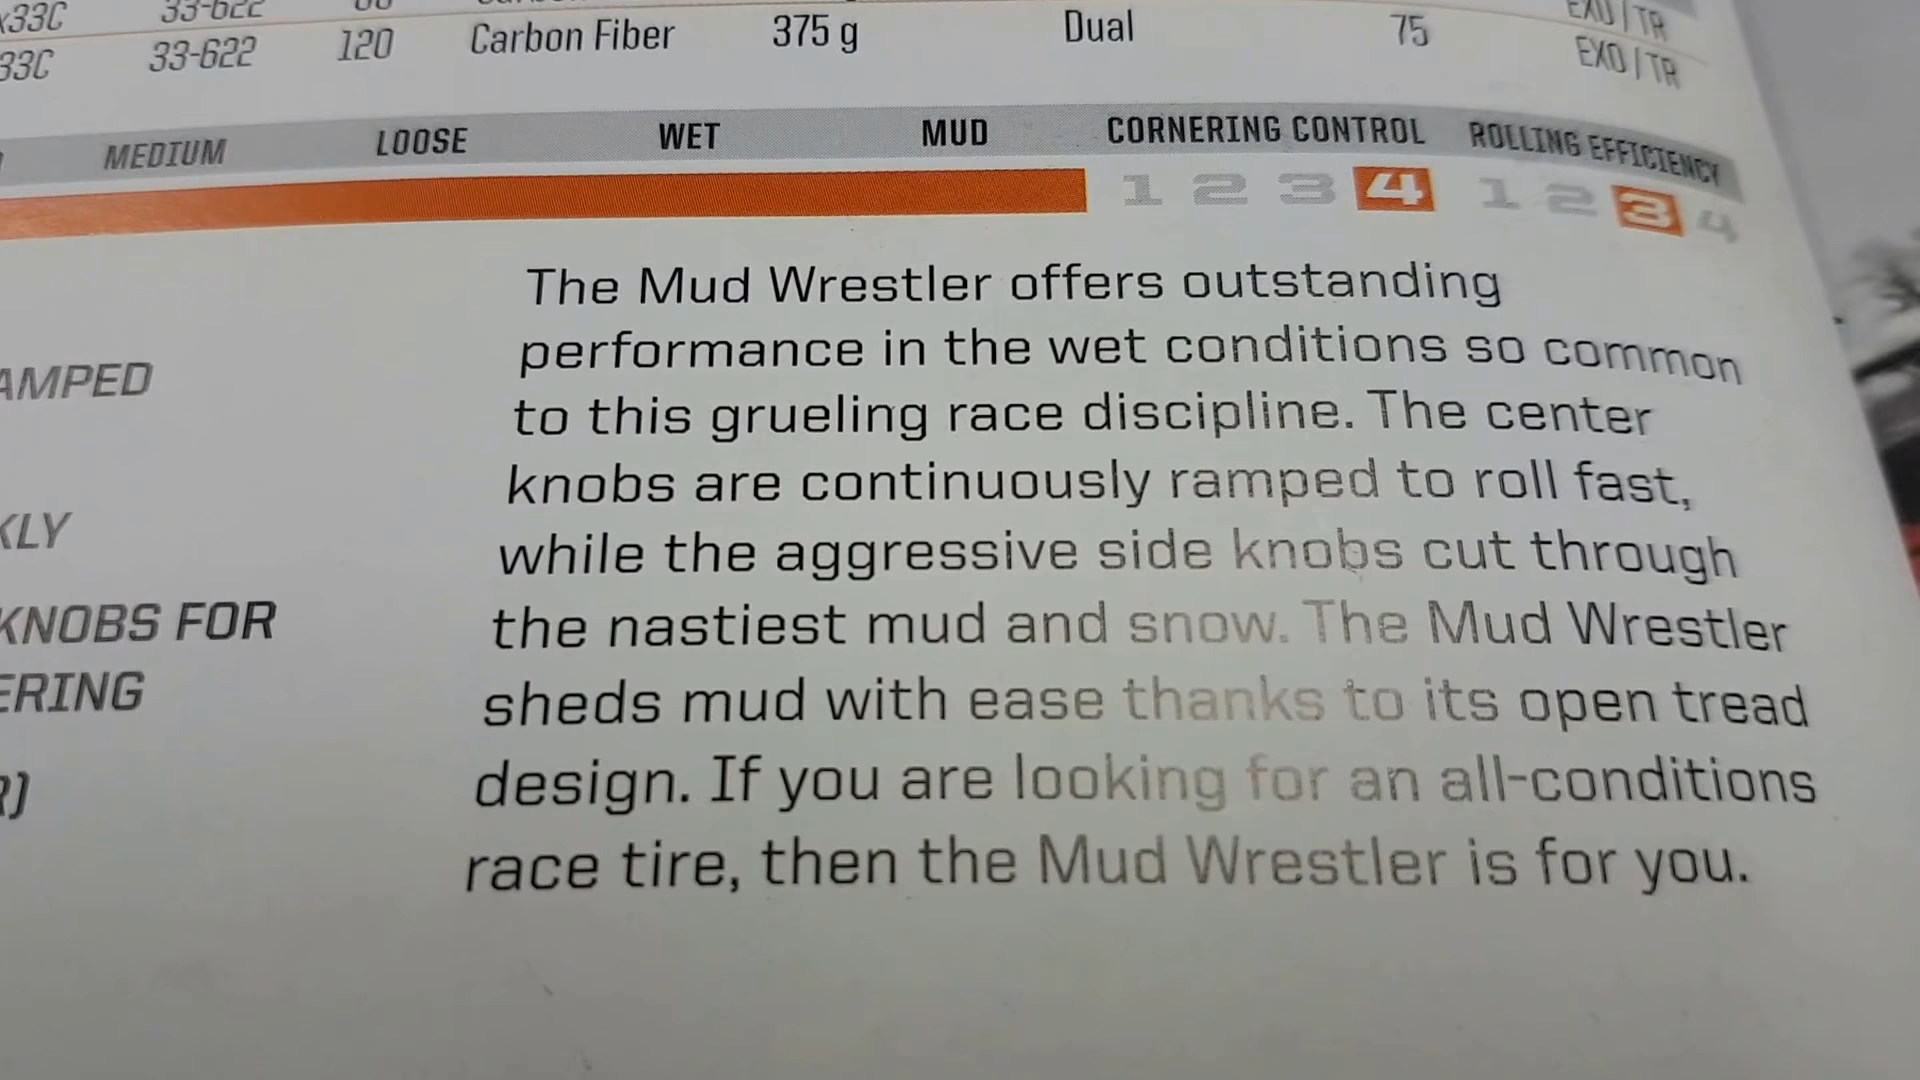 33-622
33C 33-622 120 Carbon Fiber 375 g Dual 75 EXO / TR
EXO / TR
MEDIUM LOOSE WET MUD CORNERING CONTROL ROLLING EFFICIENCY
1 2 3 4 1 2 3 4
AMPED
KLY
KNOBS FOR
ERING
R)
The Mud Wrestler offers outstanding
performance in the wet conditions so common
to this grueling race discipline. The center
knobs are continuously ramped to roll fast,
while the aggressive side knobs cut through
the nastiest mud and snow. The Mud Wrestler
sheds mud with ease thanks to its open tread
design. If you are looking for an all-conditions
race tire, then the Mud Wrestler is for you.